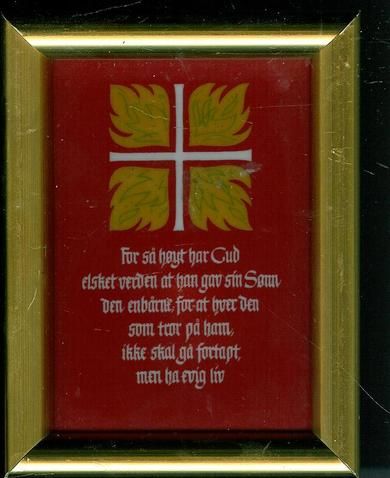 For så høyt har Gud
elsket verden at han gav sin Sønn
den enbårne, for at hver den
som tror på ham,
ikke skal gå fortapt,
men ha evig liv